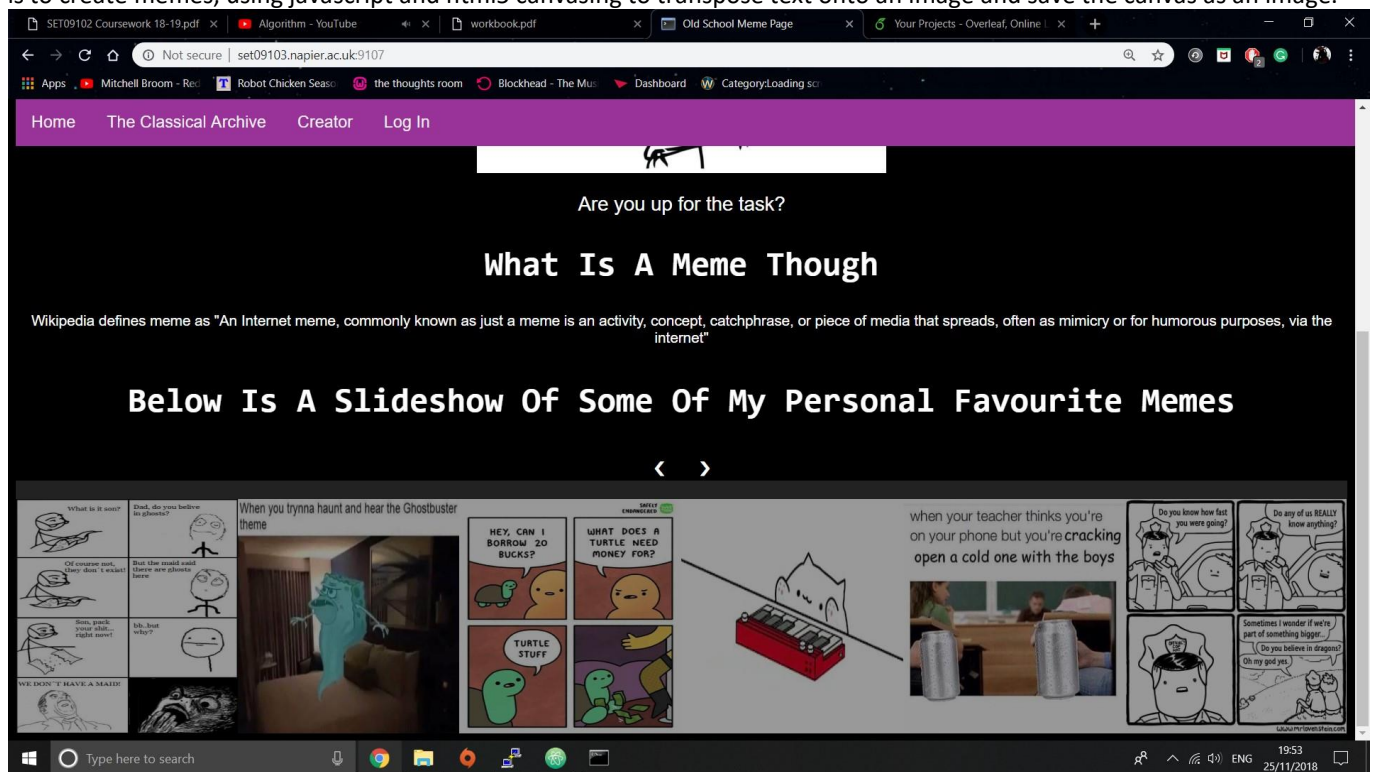 is to create memes, using javascript and html5 canvasing to transpose text onto an image and save the canvas as an image.
SET09102 Coursework 18-19.pdf
Algorithm - YouTube
workbook.pdf
Old School Meme Page
Your Projects - Overleaf, Online L
Not secure | set09103.napier.ac.uk:9107
Apps
Mitchell Broom - Red
Robot Chicken Seaso
the thoughts room
Blockhead - The Mus
Dashboard
Category:Loading sc
Home
The Classical Archive
Creator
Log In
Are you up for the task?
What Is A Meme Though
Wikipedia defines meme as "An Internet meme, commonly known as just a meme is an activity, concept, catchphrase, or piece of media that spreads, often as mimicry or for humorous purposes, via the
internet"
Below Is A Slideshow Of Some Of My Personal Favourite Memes
What is it son?
Dad, do you belive
in ghosts?
Of course not,
they don't exist!
But the maid said
there are ghosts
here
Son, pack
your shit...
right now!
bb..but
why?
WE DON'T HAVE A MAID!
When you trynna haunt and hear the Ghostbuster
theme
SAFELY
ENDANGERED
HEY, CAN I
BORROW 20
BUCKS?
WHAT DOES A
TURTLE NEED
MONEY FOR?
TURTLE
STUFF
when your teacher thinks you're
on your phone but you're cracking
open a cold one with the boys
Do you know how fast
you were going?
Do any of us REALLY
know anything?
Sometimes I wonder if we're
part of something bigger...
Do you believe in dragons?
Oh my god yes.
www.mrlovenstein.com
Type here to search
ENG
19:53
25/11/2018